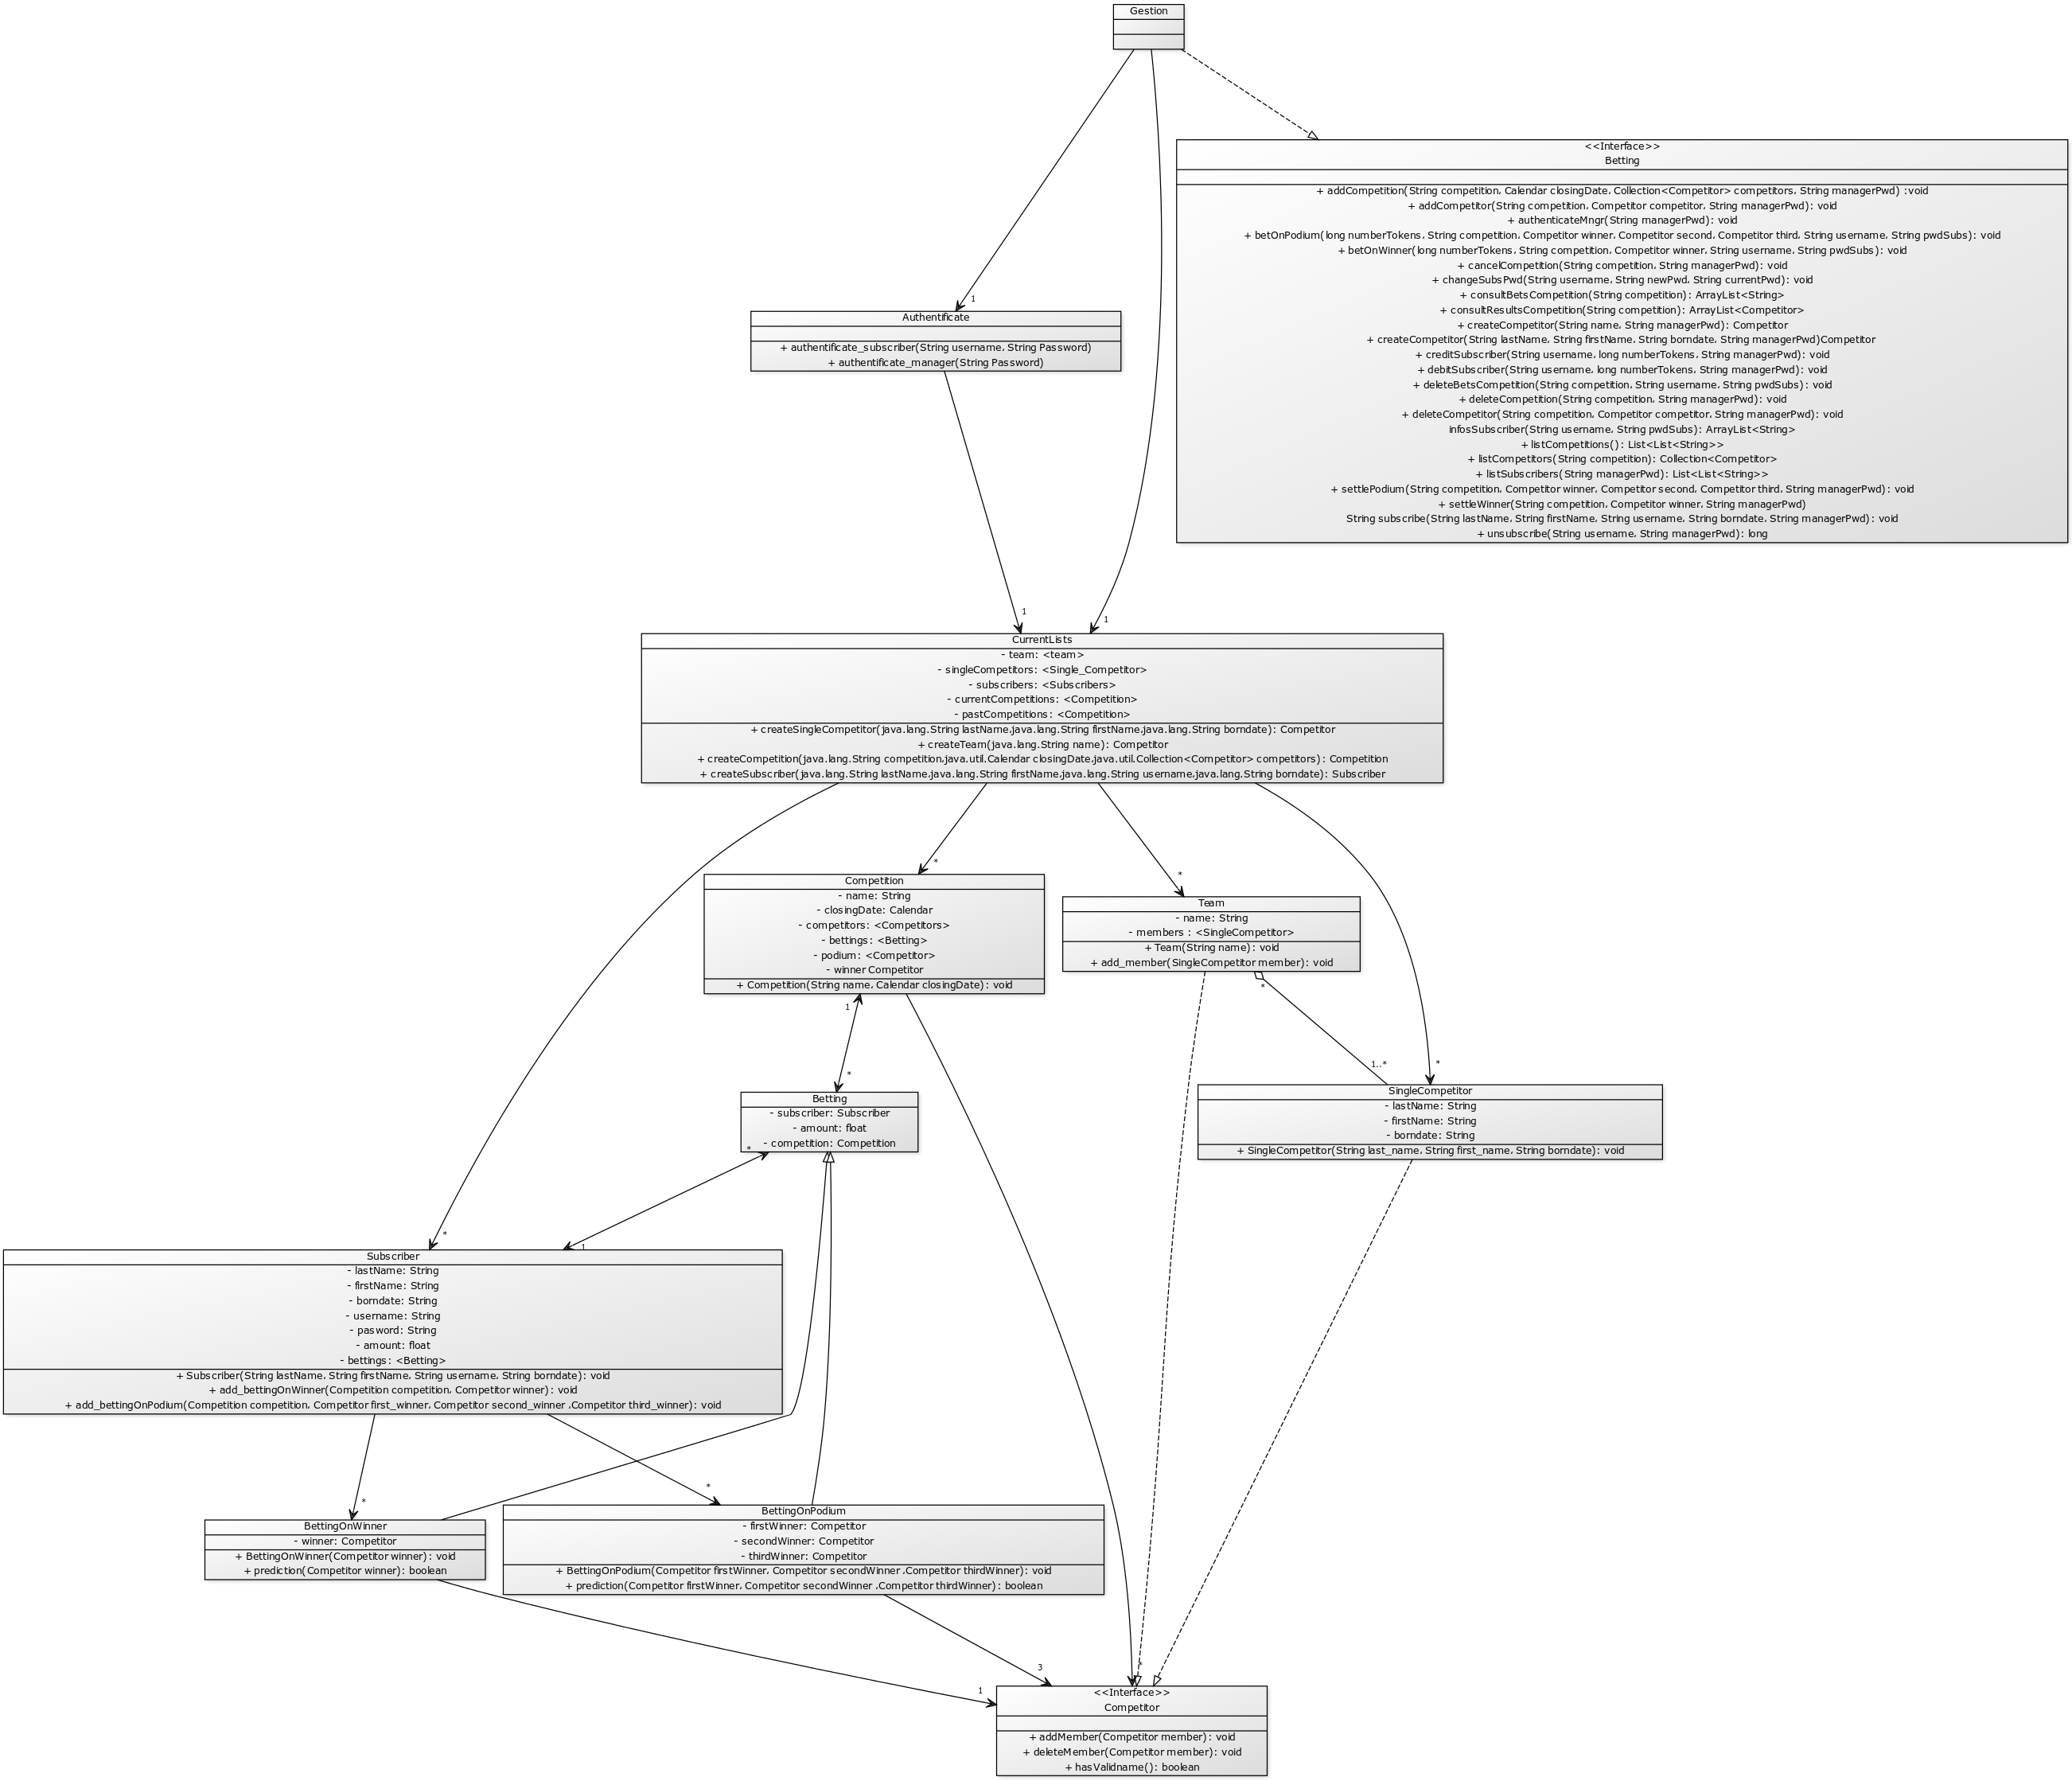 Gestion
<<Interface>>
Betting
+ addCompetition(String competition, Calendar closingDate, Collection<Competitor> competitors, String managerPwd) :void
+ addCompetitor(String competition, Competitor competitor, String managerPwd): void
+ authenticateMngr(String managerPwd): void
+ betOnPodium(long numberTokens, String competition, Competitor winner, Competitor second, Competitor third, String username, String pwdSubs): void
+ betOnWinner(long numberTokens, String competition, Competitor winner, String username, String pwdSubs): void
+ cancelCompetition(String competition, String managerPwd): void
+ changeSubsPwd(String username, String newPwd, String currentPwd): void
+ consultBetsCompetition(String competition): ArrayList<String>
+ consultResultsCompetition(String competition): ArrayList<Competitor>
+ createCompetitor(String name, String managerPwd): Competitor
+ createCompetitor(String lastName, String firstName, String borndate, String managerPwd)Competitor
+ creditSubscriber(String username, long numberTokens, String managerPwd): void
+ debitSubscriber(String username, long numberTokens, String managerPwd): void
+ deleteBetsCompetition(String competition, String username, String pwdSubs): void
+ deleteCompetition(String competition, String managerPwd): void
+ deleteCompetitor(String competition, Competitor competitor, String managerPwd): void
infosSubscriber(String username, String pwdSubs): ArrayList<String>
+ listCompetitions(): List<List<String>>
+ listCompetitors(String competition): Collection<Competitor>
+ listSubscribers(String managerPwd): List<List<String>>
+ settlePodium(String competition, Competitor winner, Competitor second, Competitor third, String managerPwd): void
+ settleWinner(String competition, Competitor winner, String managerPwd)
String subscribe(String lastName, String firstName, String username, String borndate, String managerPwd): void
+ unsubscribe(String username, String managerPwd): long
1
Authentificate
+ authentificate_subscriber(String username, String Password)
+ authentificate_manager(String Password)
1
1
CurrentLists
- team: <team>
- singleCompetitors: <Single_Competitor>
- subscribers: <Subscribers>
- currentCompetitions: <Competition>
- pastCompetitions: <Competition>
+ createSingleCompetitor(java.lang.String lastName,java.lang.String firstName,java.lang.String borndate): Competitor
+ createTeam(java.lang.String name): Competitor
+ createCompetition(java.lang.String competition,java.util.Calendar closingDate,java.util.Collection<Competitor> competitors): Competition
+ createSubscriber(java.lang.String lastName,java.lang.String firstName,java.lang.String username,java.lang.String borndate): Subscriber
*
*
Competition
- name: String
- closingDate: Calendar
- competitors: <Competitors>
- bettings: <Betting>
- podium: <Competitor>
- winner Competitor
+ Competition(String name, Calendar closingDate): void
Team
- name: String
- members : <SingleCompetitor>
+ Team(String name): void
+ add_member(SingleCompetitor member): void
*
1
1..*
*
*
SingleCompetitor
- lastName: String
- firstName: String
- borndate: String
+ SingleCompetitor(String last_name, String first_name, String borndate): void
Betting
- subscriber: Subscriber
- amount: float
- competition: Competition
*
*
1
Subscriber
- lastName: String
- firstName: String
- borndate: String
- username: String
- pasword: String
- amount: float
- bettings: <Betting>
+ Subscriber(String lastName, String firstName, String username, String borndate): void
+ add_bettingOnWinner(Competition competition, Competitor winner): void
+ add_bettingOnPodium(Competition competition, Competitor first_winner, Competitor second_winner ,Competitor third_winner): void
*
*
BettingOnWinner
- winner: Competitor
+ BettingOnWinner(Competitor winner): void
+ prediction(Competitor winner): boolean
BettingOnPodium
- firstWinner: Competitor
- secondWinner: Competitor
- thirdWinner: Competitor
+ BettingOnPodium(Competitor firstWinner, Competitor secondWinner ,Competitor thirdWinner): void
+ prediction(Competitor firstWinner, Competitor secondWinner ,Competitor thirdWinner): boolean
1
3
*
<<Interface>>
Competitor
+ addMember(Competitor member): void
+ deleteMember(Competitor member): void
+ hasValidname(): boolean